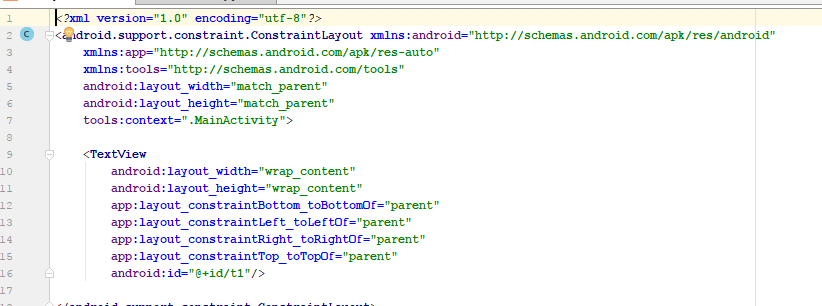 1 <?xml version="1.0" encoding="utf-8"?>
2 <android.support.constraint.ConstraintLayout xmlns:android="http://schemas.android.com/apk/res/android"
3 xmlns:app="http://schemas.android.com/apk/res-auto"
4 xmlns:tools="http://schemas.android.com/tools"
5 android:layout_width="match_parent"
6 android:layout_height="match_parent"
7 tools:context=".MainActivity">
8
9 <TextView
10 android:layout_width="wrap_content"
11 android:layout_height="wrap_content"
12 app:layout_constraintBottom_toBottomOf="parent"
13 app:layout_constraintLeft_toLeftOf="parent"
14 app:layout_constraintRight_toRightOf="parent"
15 app:layout_constraintTop_toTopOf="parent"
16 android:id="@+id/t1"/>
17
</android.support.constraint.ConstraintLayout>